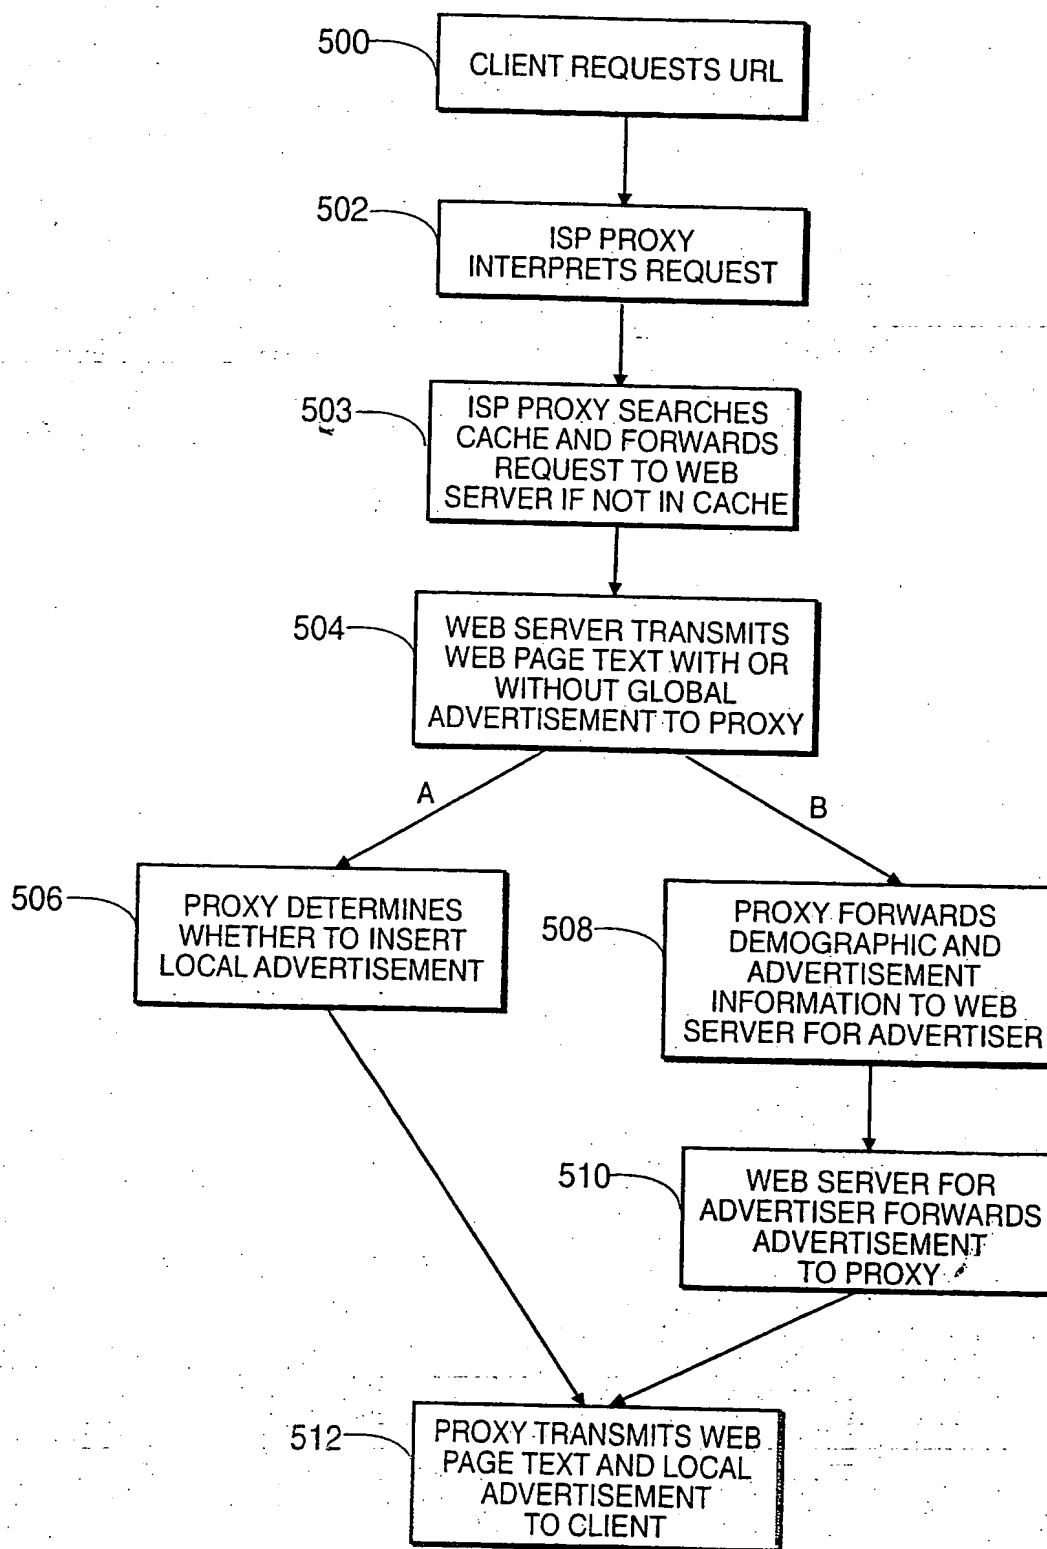 500
CLIENT REQUESTS URL
502
ISP PROXY
INTERPRETS REQUEST
503
ISP PROXY SEARCHES
CACHE AND FORWARDS
REQUEST TO WEB
SERVER IF NOT IN CACHE
504
WEB SERVER TRANSMITS
WEB PAGE TEXT WITH OR
WITHOUT GLOBAL
ADVERTISEMENT TO PROXY
A
B
506
PROXY DETERMINES
WHETHER TO INSERT
LOCAL ADVERTISEMENT
508
PROXY FORWARDS
DEMOGRAPHIC AND
ADVERTISEMENT
INFORMATION TO WEB
SERVER FOR ADVERTISER
510
WEB SERVER FOR
ADVERTISER FORWARDS
ADVERTISEMENT
TO PROXY
512
PROXY TRANSMITS WEB
PAGE TEXT AND LOCAL
ADVERTISEMENT
TO CLIENT